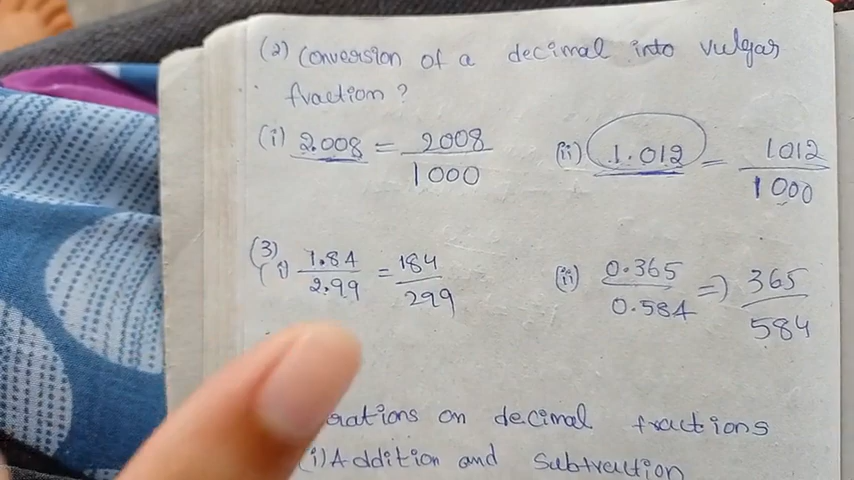 (2) Conversion of a decimal into vulgar
fraction ?
(i) 2.008 = 2008/1000 (ii) 1.012 = 1012/1000
(3)
(i) 1.84/2.99 = 184/299 (ii) 0.365/0.584 => 365/584
rations on decimal fractions
(i) Addition and Subtraction